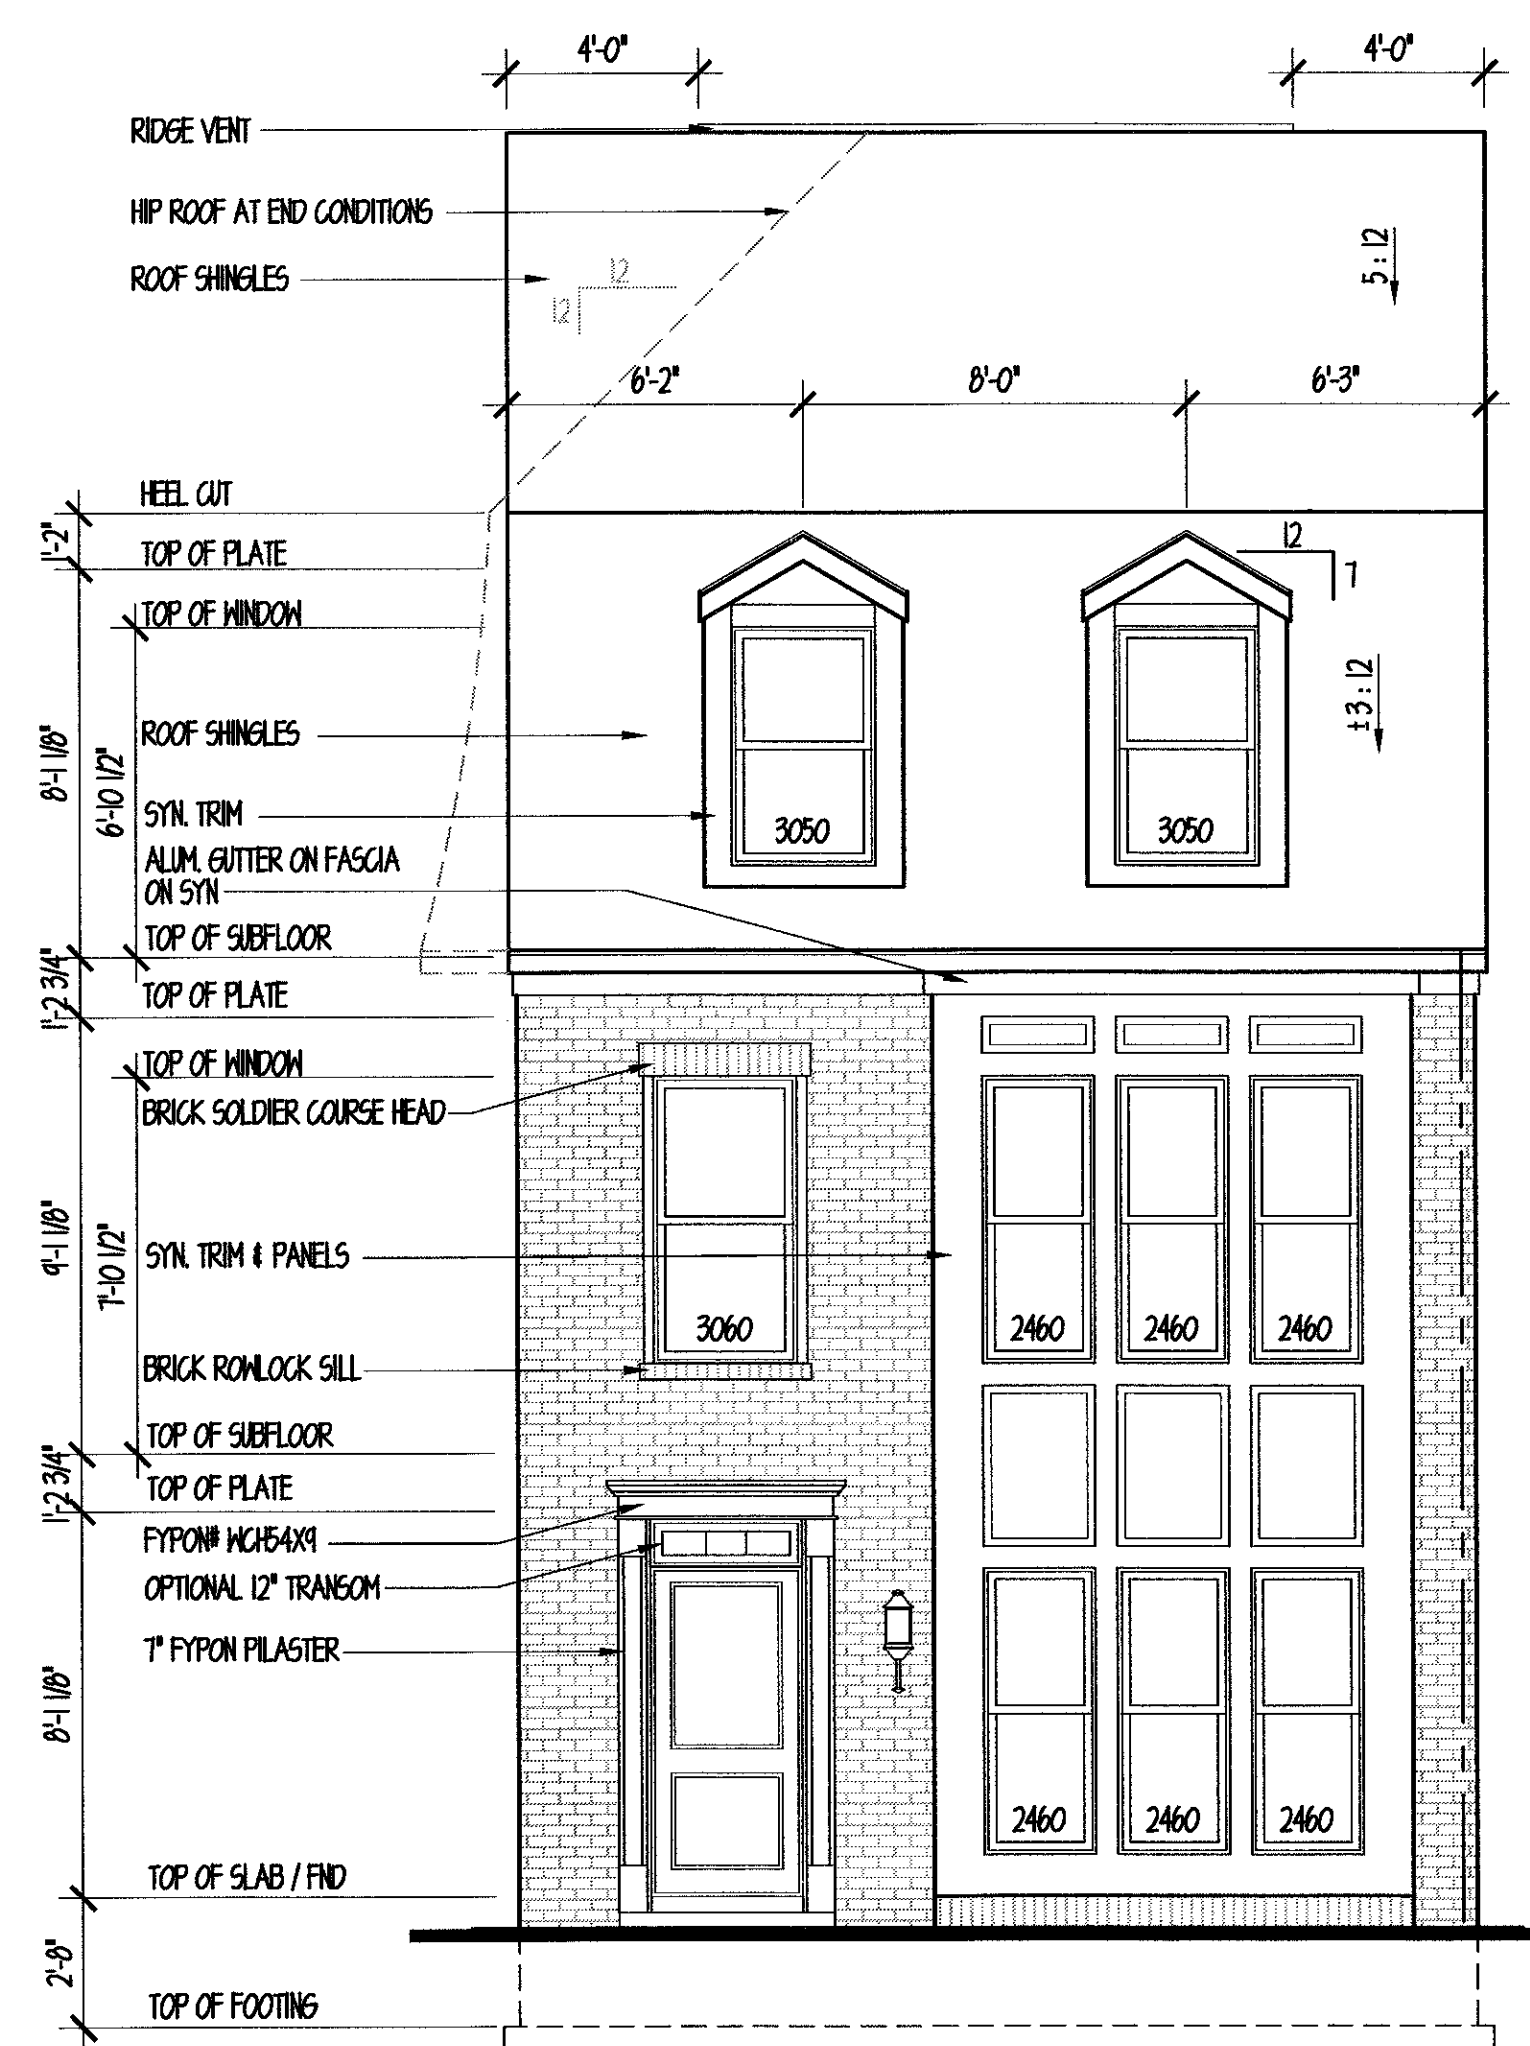 4'-0"
4'-0"
RIDGE VENT
HIP ROOF AT END CONDITIONS
ROOF SHINGLES
12
12
5 : 12
6'-2"
8'-0"
6'-3"
HEEL CUT
1'-2"
TOP OF PLATE
12
7
TOP OF WINDOW
±3 : 12
8'-1 1/8"
6'-10 1/2"
ROOF SHINGLES
SYN. TRIM
3050
3050
ALUM. GUTTER ON FASCIA
ON SYN
TOP OF SUBFLOOR
1'-2 3/4"
TOP OF PLATE
TOP OF WINDOW
BRICK SOLDIER COURSE HEAD
9'-1 1/8"
7'-10 1/2"
SYN. TRIM & PANELS
3060
2460
2460
2460
BRICK ROWLOCK SILL
TOP OF SUBFLOOR
1'-2 3/4"
TOP OF PLATE
FYPON# WCH54X9
OPTIONAL 12" TRANSOM
7" FYPON PILASTER
8'-1 1/8"
2460
2460
2460
TOP OF SLAB / FND
2'-8"
TOP OF FOOTING